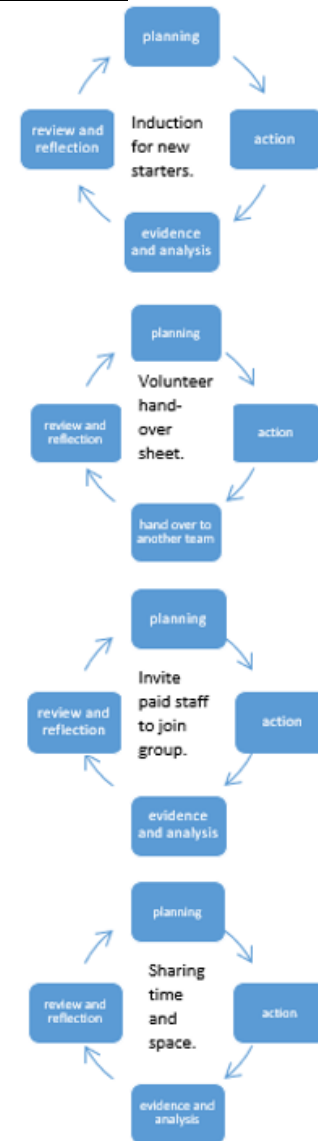 planning
review and
reflection
Induction
for new
starters.
action
evidence
and analysis
planning
Volunteer
hand-
over
sheet.
review and
reflection
action
hand over to
another team
planning
Invite
paid staff
to join
group.
review and
reflection
action
evidence
and analysis
planning
Sharing
time
and
space.
review and
reflection
action
evidence and
analysis